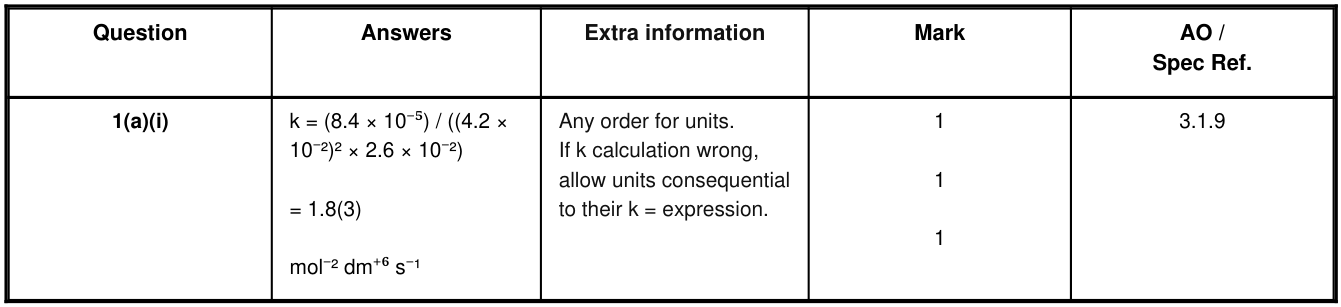 Question Answers Extra information Mark AO /
Spec Ref.
1(a)(i) k = (8.4 × 10⁻⁵) / ((4.2 × Any order for units. 1 3.1.9
10⁻²)² × 2.6 × 10⁻²) If k calculation wrong,
allow units consequential 1
= 1.8(3) to their k = expression.
1
mol⁻² dm⁺⁶ s⁻¹